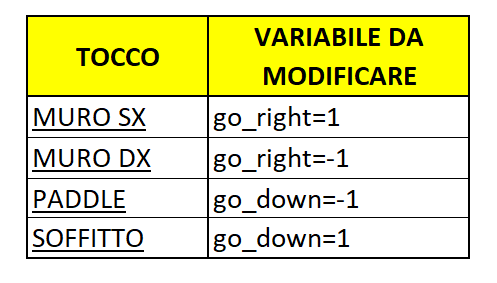 TOCCO VARIABILE DA
MODIFICARE
MURO SX go_right=1
MURO DX go_right=-1
PADDLE go_down=-1
SOFFITTO go_down=1